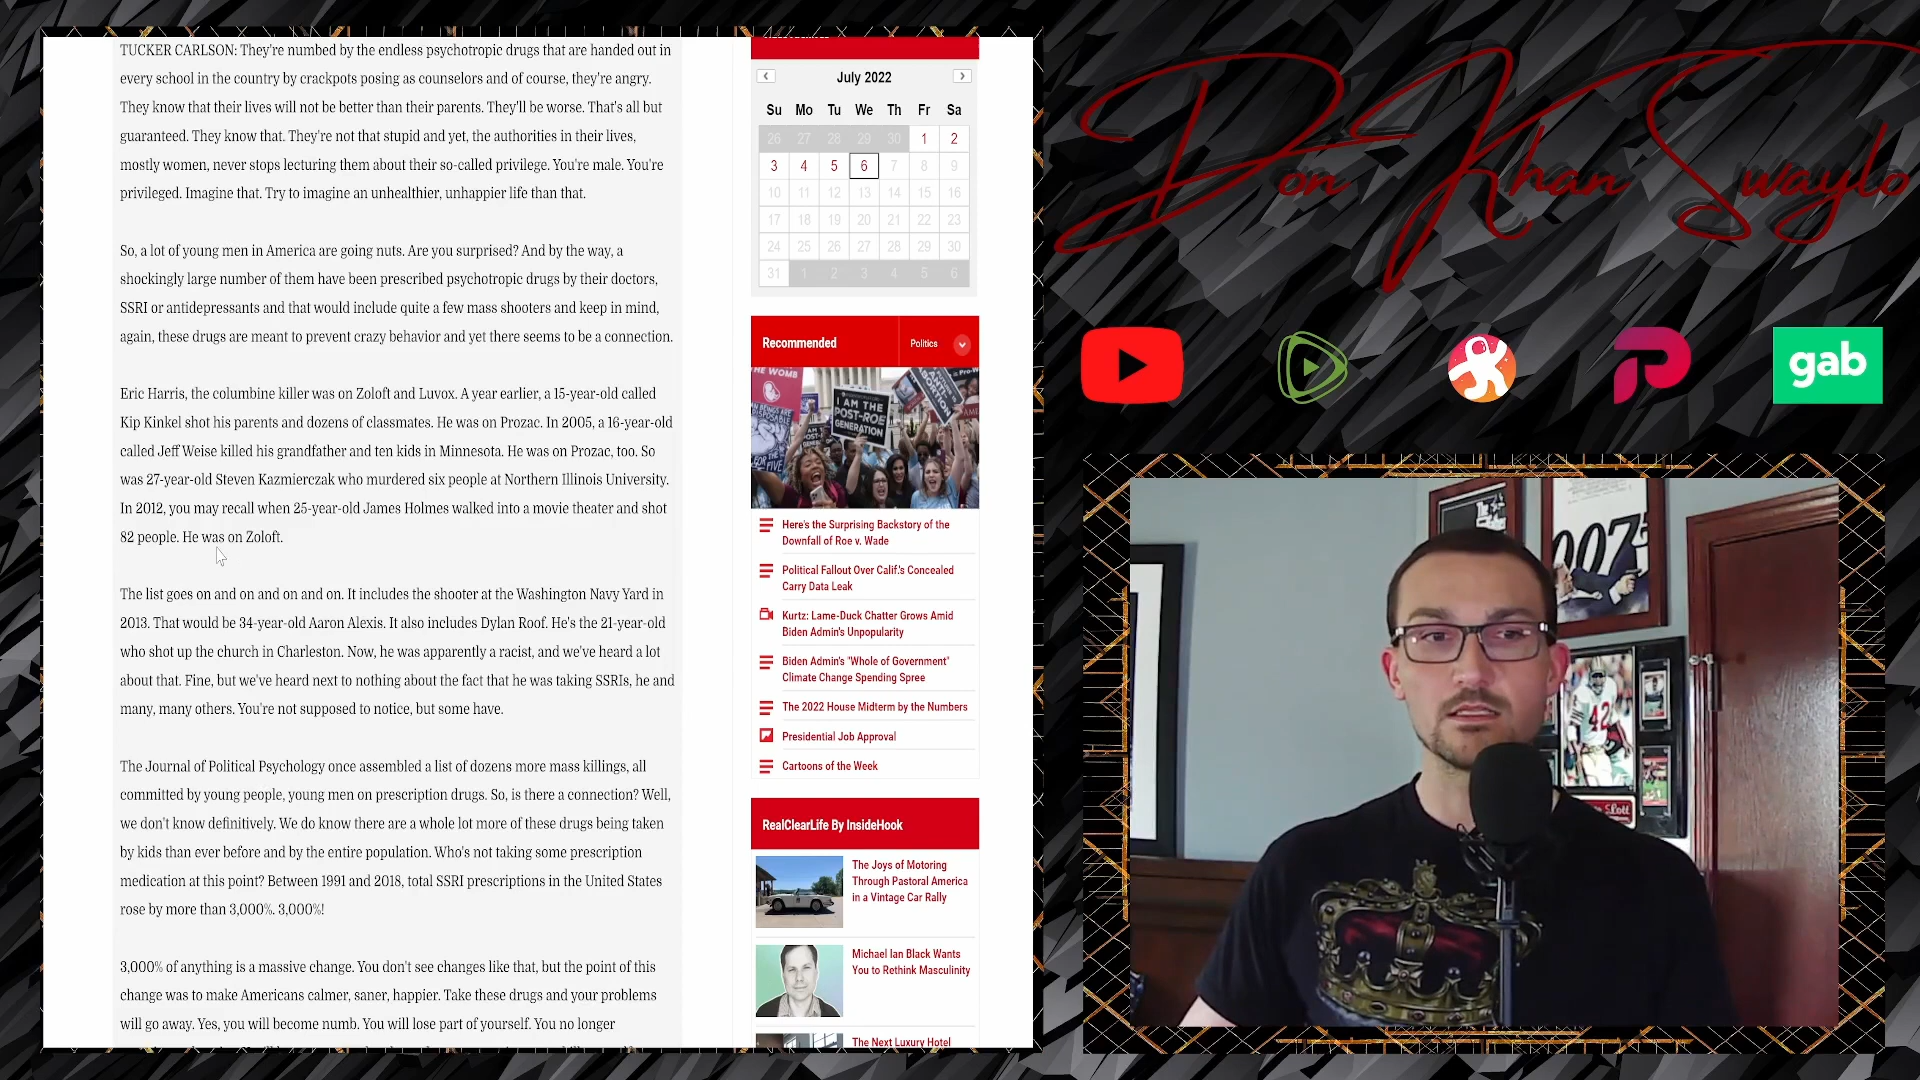 TUCKER CARLSON: They're numbed by the endless psychotropic drugs that are handed out in
every school in the country by crackpots posing as counselors and of course, they're angry.
They know that their lives will not be better than their parents. They'll be worse. That's all but
guaranteed. They know that. They're not that stupid and yet, the authorities in their lives,
mostly women, never stops lecturing them about their so-called privilege. You're male. You're
privileged. Imagine that. Try to imagine an unhealthier, unhappier life than that.
So, a lot of young men in America are going nuts. Are you surprised? And by the way, a
shockingly large number of them have been prescribed psychotropic drugs by their doctors,
SSRI or antidepressants and that would include quite a few mass shooters and keep in mind,
again, these drugs are meant to prevent crazy behavior and yet there seems to be a connection.
Eric Harris, the columbine killer was on Zoloft and Luvox. A year earlier, a 15-year-old called
Kip Kinkel shot his parents and dozens of classmates. He was on Prozac. In 2005, a 16-year-old
called Jeff Weise killed his grandfather and ten kids in Minnesota. He was on Prozac, too. So
was 27-year-old Steven Kazmierczak who murdered six people at Northern Illinois University.
In 2012, you may recall when 25-year-old James Holmes walked into a movie theater and shot
82 people. He was on Zoloft.
The list goes on and on and on and on. It includes the shooter at the Washington Navy Yard in
2013. That would be 34-year-old Aaron Alexis. It also includes Dylan Roof. He's the 21-year-old
who shot up the church in Charleston. Now, he was apparently a racist, and we've heard a lot
about that. Fine, but we've heard next to nothing about the fact that he was taking SSRIs, he and
many, many others. You're not supposed to notice, but some have.
The Journal of Political Psychology once assembled a list of dozens more mass killings, all
committed by young people, young men on prescription drugs. So, is there a connection? Well,
we don't know definitively. We do know there are a whole lot more of these drugs being taken
by kids than ever before and by the entire population. Who's not taking some prescription
medication at this point? Between 1991 and 2018, total SSRI prescriptions in the United States
rose by more than 3,000%. 3,000%!
3,000% of anything is a massive change. You don't see changes like that, but the point of this
change was to make Americans calmer, saner, happier. Take these drugs and your problems
will go away. Yes, you will become numb. You will lose part of yourself. You no longer
July 2022
Su Mo Tu We Th Fr Sa
26 27 28 29 30 1 2
3 4 5 6 7 8 9
10 11 12 13 14 15 16
17 18 19 20 21 22 23
24 25 26 27 28 29 30
31 1 2 3 4 5 6
Recommended
Politics
THE WOMB
I AM THE
POST-ROE
GENERATION
Here's the Surprising Backstory of the
Downfall of Roe v. Wade
Political Fallout Over Calif.'s Concealed
Carry Data Leak
Kurtz: Lame-Duck Chatter Grows Amid
Biden Admin's Unpopularity
Biden Admin's "Whole of Government"
Climate Change Spending Spree
The 2022 House Midterm by the Numbers
Presidential Job Approval
Cartoons of the Week
RealClearLife By InsideHook
The Joys of Motoring
Through Pastoral America
in a Vintage Car Rally
Michael Ian Black Wants
You to Rethink Masculinity
The Next Luxury Hotel
Don Khan Swaylo
gab
007
42